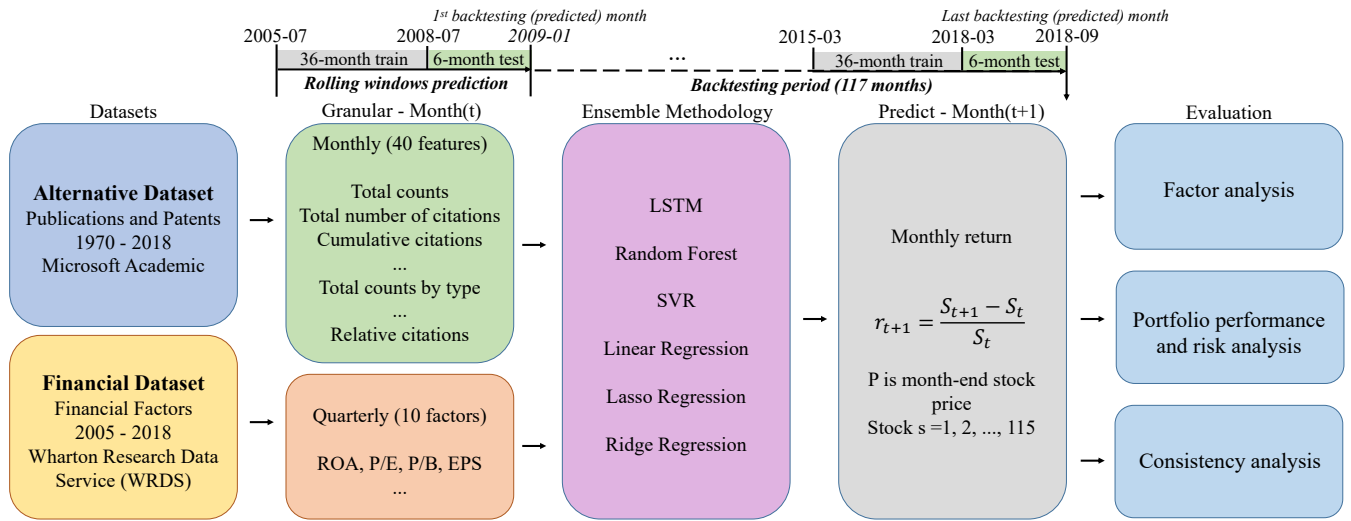 1st backtesting (predicted) month
Last backtesting (predicted) month
2005-07
2008-07
2009-01
...
2015-03
2018-03
2018-09
36-month train
6-month test
36-month train
6-month test
Rolling windows prediction
Backtesting period (117 months)
Datasets
Granular - Month(t)
Ensemble Methodology
Predict - Month(t+1)
Evaluation
Alternative Dataset
Publications and Patents
1970 - 2018
Microsoft Academic
Financial Dataset
Financial Factors
2005 - 2018
Wharton Research Data
Service (WRDS)
Monthly (40 features)
Total counts
Total number of citations
Cumulative citations
...
Total counts by type
...
Relative citations
Quarterly (10 factors)
ROA, P/E, P/B, EPS
...
LSTM
Random Forest
SVR
Linear Regression
Lasso Regression
Ridge Regression
Monthly return
r_{t+1} = \frac{S_{t+1} - S_t}{S_t}
P is month-end stock
price
Stock s =1, 2, ..., 115
Factor analysis
Portfolio performance
and risk analysis
Consistency analysis